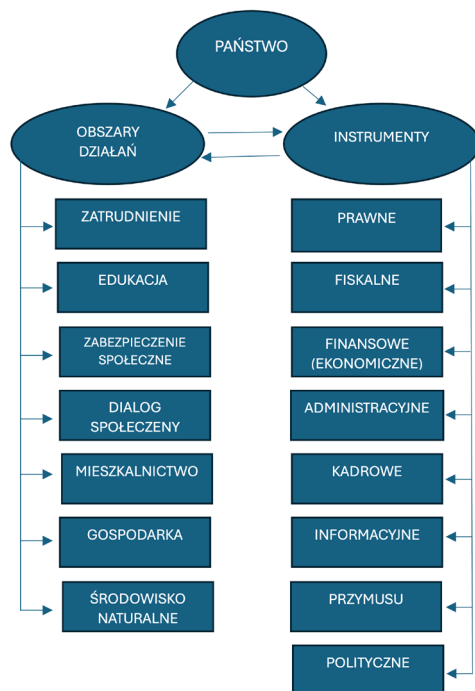 PAŃSTWO
OBSZARY
DZIAŁAŃ
INSTRUMENTY
ZATRUDNIENIE
EDUKACJA
ZABEZPIECZENIE
SPOŁECZNE
DIALOG
SPOŁECZENY
MIESZKALNICTWO
GOSPODARKA
ŚRODOWISKO
NATURALNE
PRAWNE
FISKALNE
FINANSOWE
(EKONOMICZNE)
ADMINISTRACYJNE
KADROWE
INFORMACYJNE
PRZYMUSU
POLITYCZNE